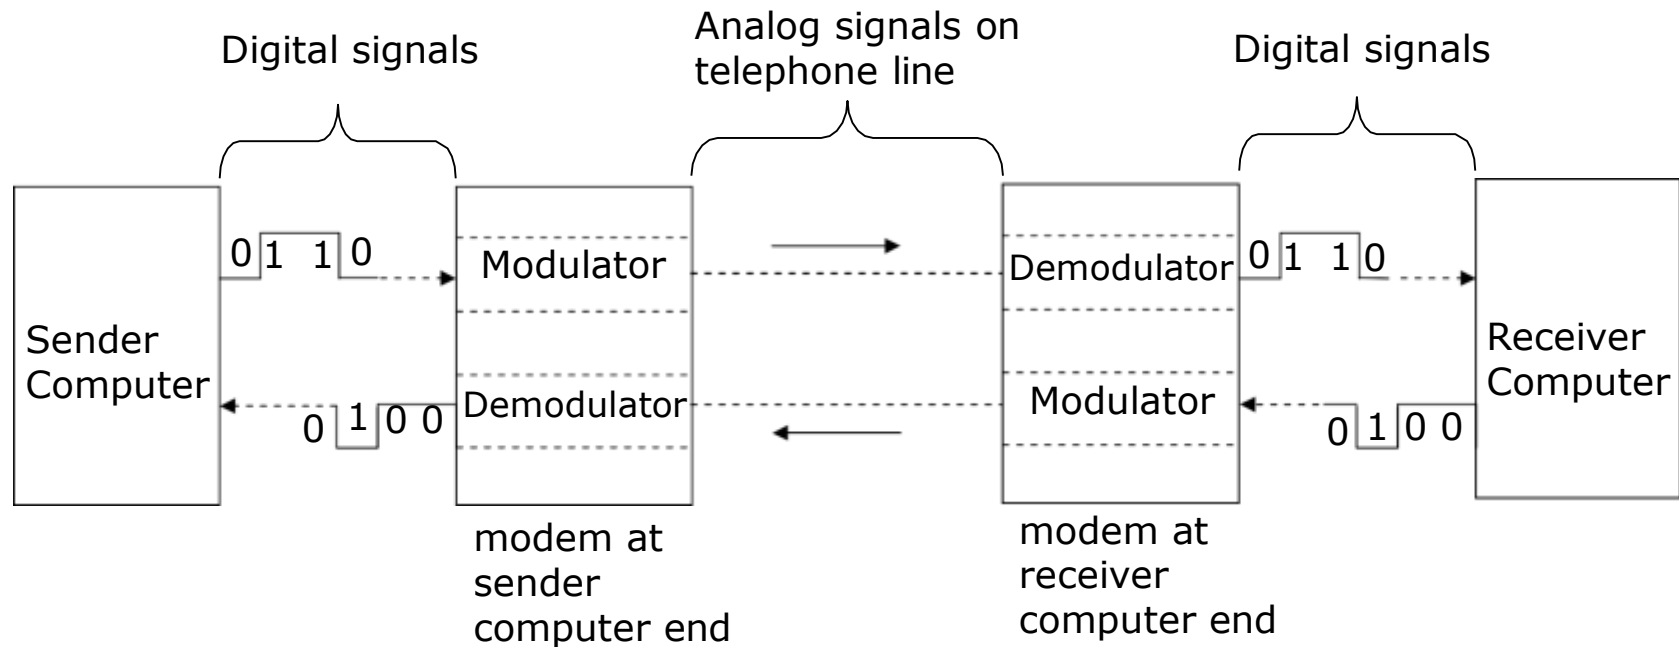 Digital signals
Analog signals on
telephone line
Digital signals
Sender
Computer
0 1 1 0
0 1 0 0
Modulator
Demodulator
Demodulator
Modulator
0 1 1 0
0 1 0 0
Receiver
Computer
modem at
sender
computer end
modem at
receiver
computer end